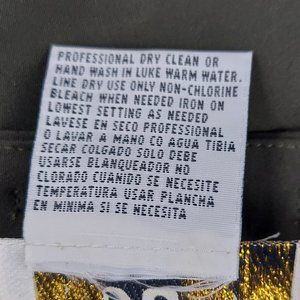 PROFESSIONAL DRY CLEAN OR
HAND WASH IN LUKE WARM WATER.
LINE DRY USE ONLY NON-CHLORINE
BLEACH WHEN NEEDED IRON ON
LOWEST SETTING AS NEEDED
LAVESE EN SECO PROFESSIONAL
O LAVAR A MANO CO AGUA TIBIA
SECAR COLGADO SOLO DEBE
USARSE BLANQUEADOR NO
CLORADO CUANDO SE NECESITE
TEMPERATURA USAR PLANCHA
EN MINIMA SI SE NECESITA